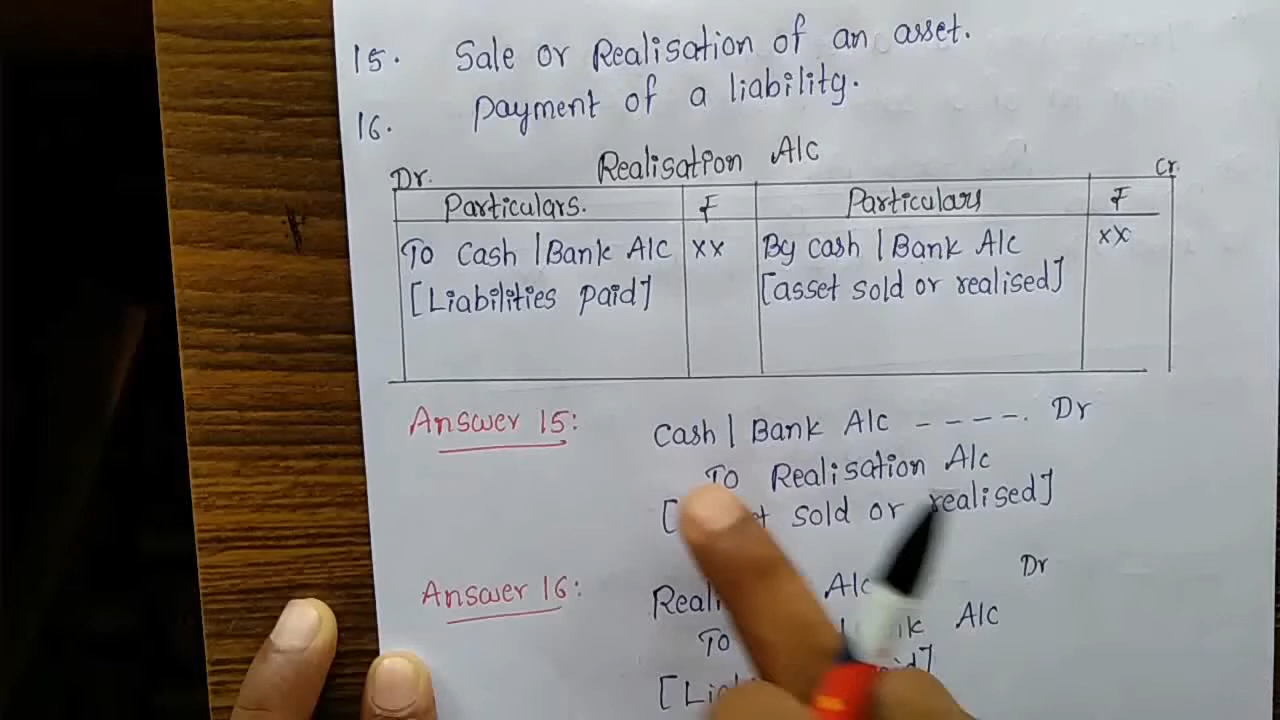 15. Sale or Realisation of an asset.
16. Payment of a liability.
Realisation A/c
Dr. Cr.
Particulars. ₹ Particulars ₹
To Cash | Bank A/c xx By cash | Bank A/c xx
[Liabilities paid] [asset sold or realised]
Answer 15: Cash | Bank A/c ----. Dr
To Realisation A/c
sold or realised]
Answer 16: A/c Dr
To A/c